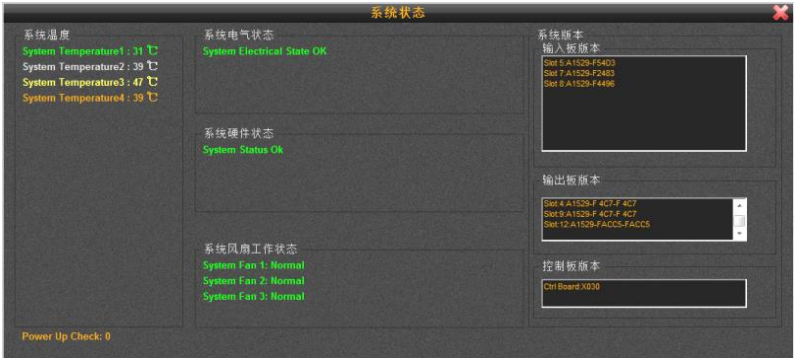 系统状态
系统温度
System Temperature1 : 31 ℃
System Temperature2 : 39 ℃
System Temperature3 : 47 ℃
System Temperature4 : 39 ℃
Power Up Check: 0
系统电气状态
System Electrical State OK
系统硬件状态
System Status Ok
系统风扇工作状态
System Fan 1: Normal
System Fan 2: Normal
System Fan 3: Normal
系统版本
输入板版本
Slot 5:A1529-F54D3
Slot 7:A1529-F2483
Slot 8:A1529-F4496
输出板版本
Slot:4:A1529-F 4C7-F 4C7
Slot:9:A1529-F 4C7-F 4C7
Slot:12:A1529-FACC5-FACC5
控制板版本
Ctrl Board:X030